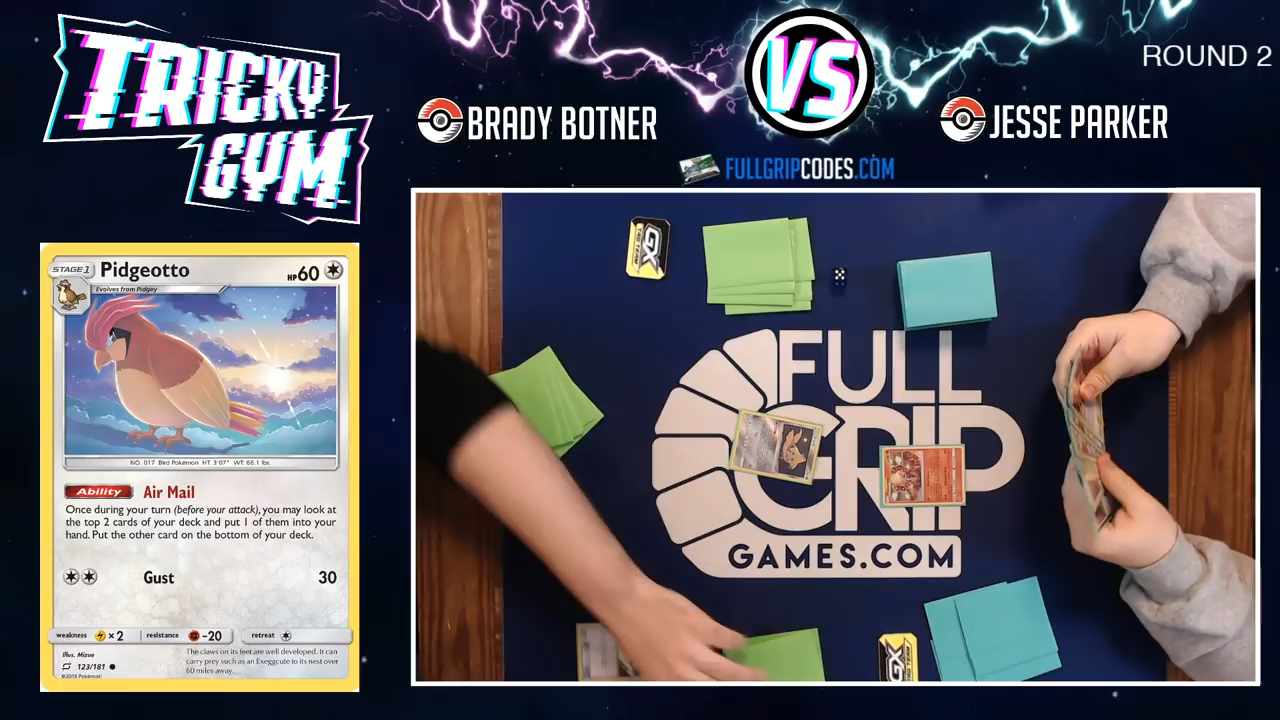 TRICKY
GYM
VS
ROUND 2
BRADY BOTNER
JESSE PARKER
FULLGRIPCODES.COM
STAGE 1
Pidgeotto
HP60
Evolves from Pidgey
NO. 017 Bird Pokémon HT: 3'07" WT: 66.1 lbs.
Ability Air Mail
Once during your turn (before your attack), you may look at
the top 2 cards of your deck and put 1 of them into your
hand. Put the other card on the bottom of your deck.
Gust 30
weakness ×2 resistance -20 retreat
Illus. Mizue
123/181
©2019 Pokémon
The claws on its feet are well developed. It can
carry prey such as an Exeggcute to its nest over
60 miles away.
GX
TAG TEAM
FULL
GRIP
GAMES.COM
GX